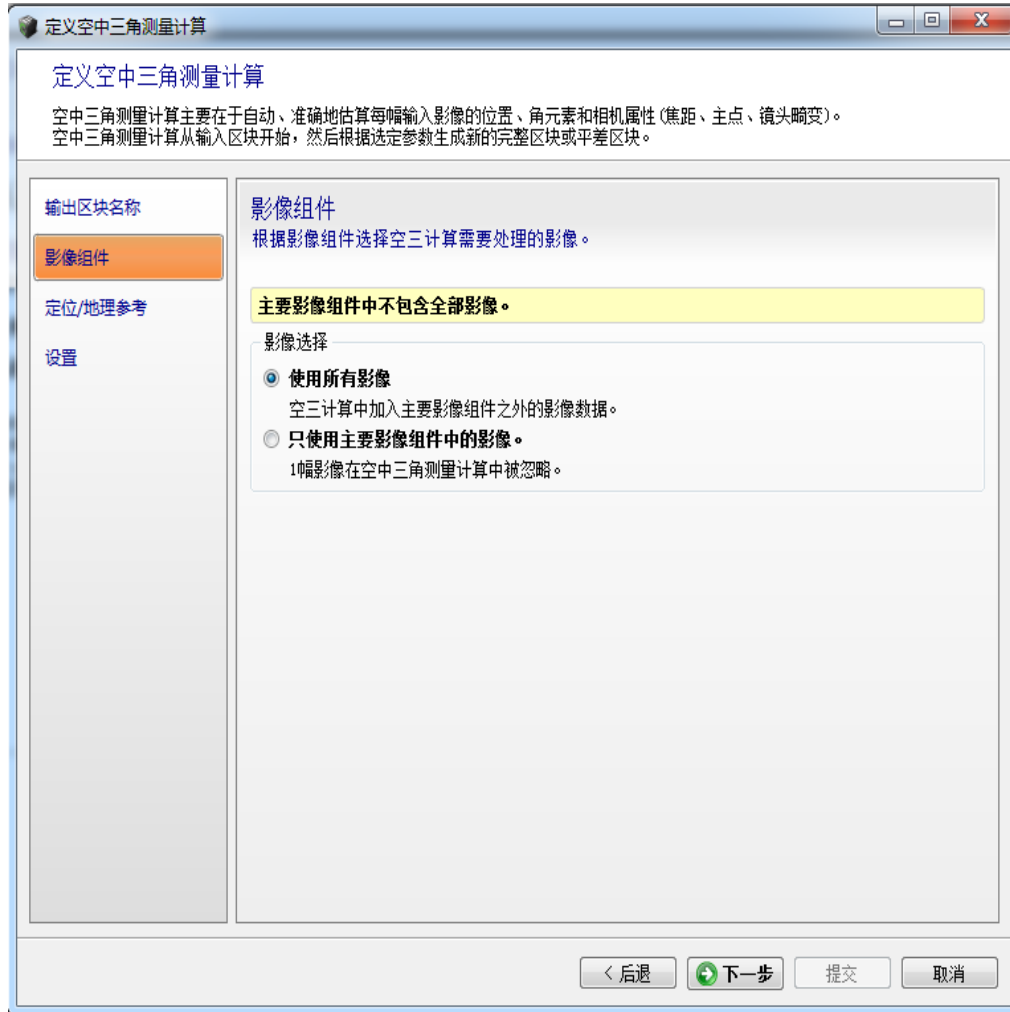 定义空中三角测量计算
定义空中三角测量计算
空中三角测量计算主要在于自动、准确地估算每幅输入影像的位置、角元素和相机属性(焦距、主点、镜头畸变)。
空中三角测量计算从输入区块开始，然后根据选定参数生成新的完整区块或平差区块。
输出区块名称
影像组件
定位/地理参考
设置
影像组件
根据影像组件选择空三计算需要处理的影像。
主要影像组件中不包含全部影像。
影像选择
使用所有影像
空三计算中加入主要影像组件之外的影像数据。
只使用主要影像组件中的影像。
1幅影像在空中三角测量计算中被忽略。
< 后退
下一步
提交
取消